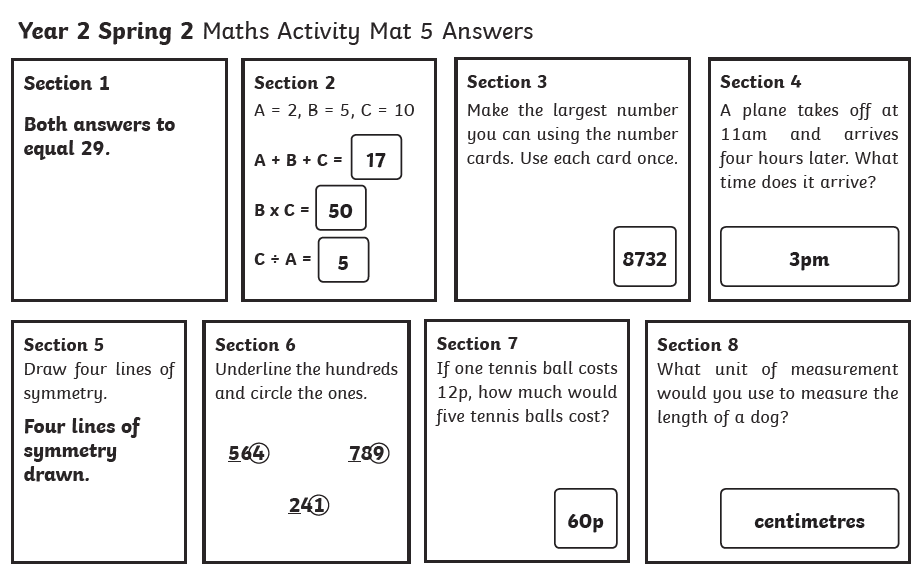 Year 2 Spring 2 Maths Activity Mat 5 Answers
Section 1
Both answers to
equal 29.
Section 2
A = 2, B = 5, C = 10
A + B + C = 17
B x C = 50
C ÷ A = 5
Section 3
Make the largest number
you can using the number
cards. Use each card once.
8732
Section 4
A plane takes off at
11am and arrives
four hours later. What
time does it arrive?
3pm
Section 5
Draw four lines of
symmetry.
Four lines of
symmetry
drawn.
Section 6
Underline the hundreds
and circle the ones.
564 789
241
Section 7
If one tennis ball costs
12p, how much would
five tennis balls cost?
60p
Section 8
What unit of measurement
would you use to measure the
length of a dog?
centimetres